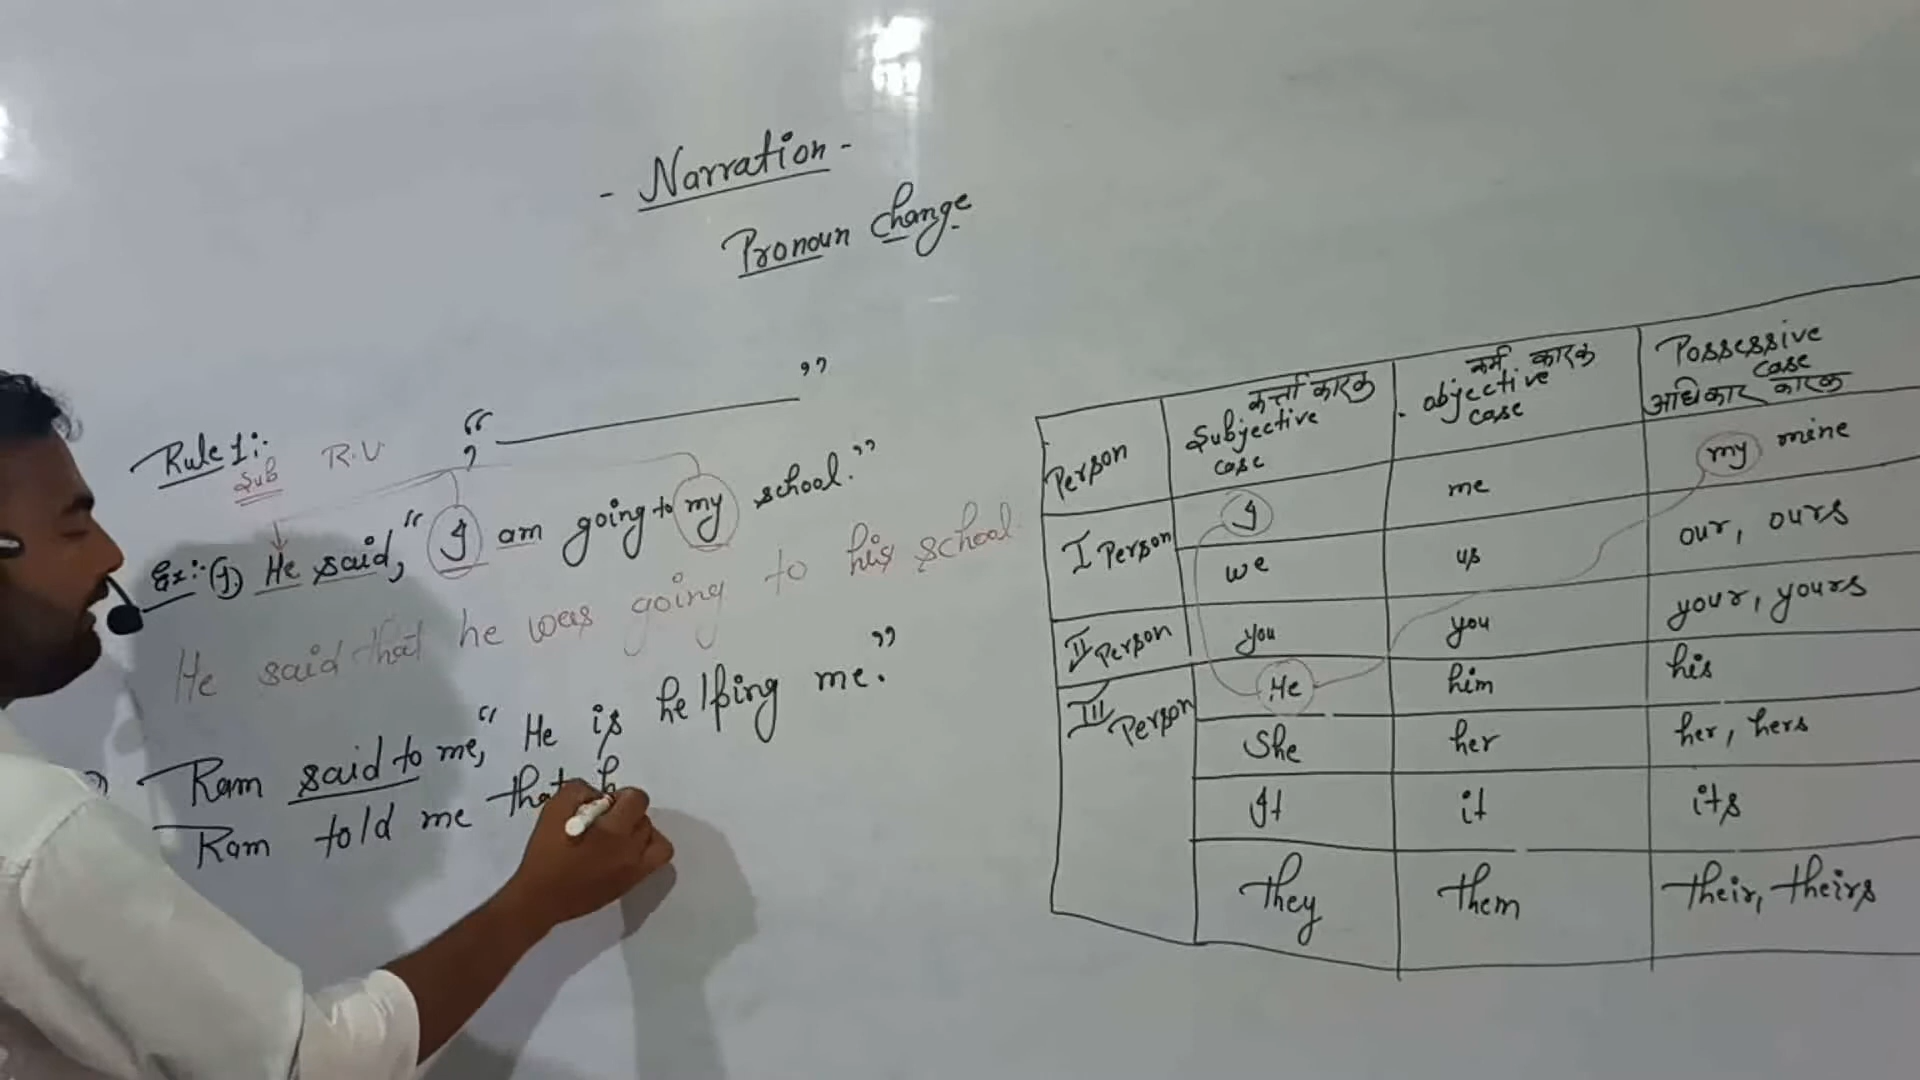 - Narration -
Pronoun change
Rule 1:-
Sub R.V , “ ”
Ex:- (1) He said, “I am going to my school.”
He said that he was going to his school
Ram said to me, “He is helping me.”
Ram told me that h
Person
Subjective case कर्त्ता कारक
abjective case कर्म कारक
Possessive case अधिकार कारक
I Person
I me my mine
we us our, ours
II Person
you you your, yours
III Person
He him his
She her her, hers
It it its
they them their, theirs